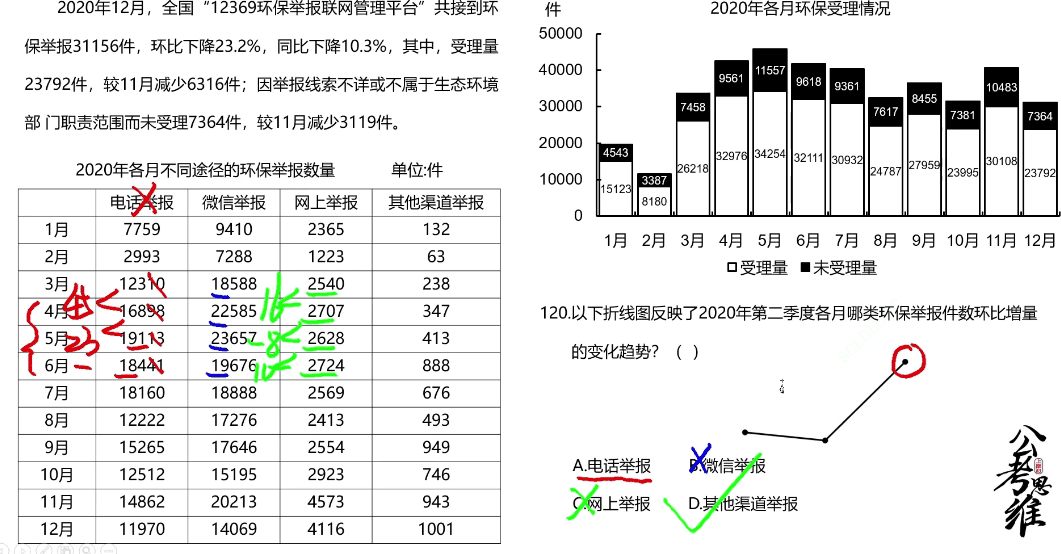 2020年12月，全国“12369环保举报联网管理平台”共接到环
保举报31156件，环比下降23.2%，同比下降10.3%，其中，受理量
23792件，较11月减少6316件；因举报线索不详或不属于生态环境
部 门职责范围而未受理7364件，较11月减少3119件。
2020年各月不同途径的环保举报数量 单位:件
电话举报 微信举报 网上举报 其他渠道举报
1月 7759 9410 2365 132
2月 2993 7288 1223 63
3月 12310 18588 2540 238
4月 16898 22585 2707 347
5月 19113 23657 2628 413
6月 18441 19676 2724 888
7月 18160 18888 2569 676
8月 12222 17276 2413 493
9月 15265 17646 2554 949
10月 12512 15195 2923 746
11月 14862 20213 4573 943
12月 11970 14069 4116 1001
2020年各月环保受理情况
件
50000
40000
30000
20000
10000
0
4543 3387 7458 9561 11557 9618 9361 7617 8455 7381 10483 7364
15123 8180 26218 32976 34254 32111 30932 24787 27959 23995 30108 23792
1月 2月 3月 4月 5月 6月 7月 8月 9月 10月 11月 12月
受理量 未受理量
120.以下折线图反映了2020年第二季度各月哪类环保举报件数环比增量
的变化趋势？（ ）
A.电话举报 B.微信举报
C.网上举报 D.其他渠道举报
公考思维